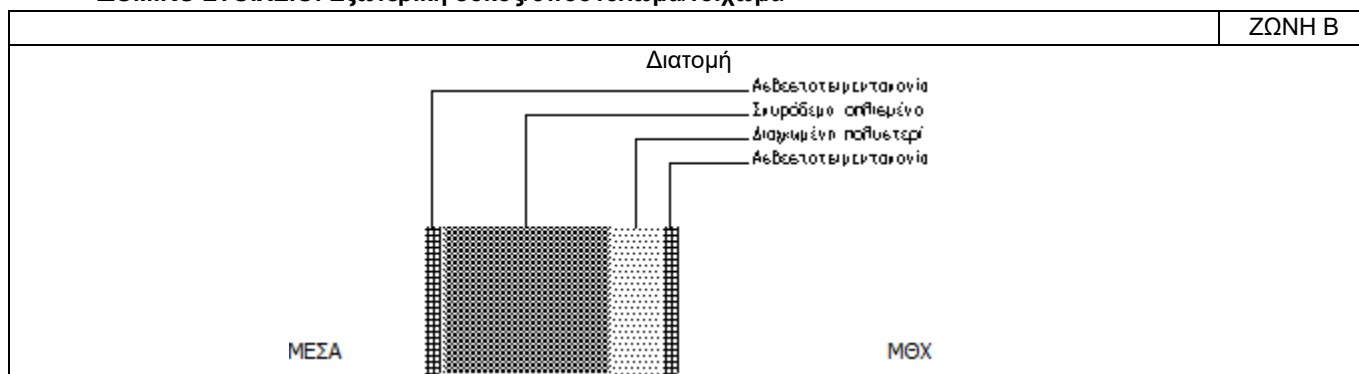 ΖΩΝΗ Β
Διατομή
Ασβεστοτσιμεντοκονία
Σκυρόδεμα οπλισμένο
Διογκωμένη πολυστερί
Ασβεστοτσιμεντοκονία
ΜΕΣΑ
ΜΘΧ